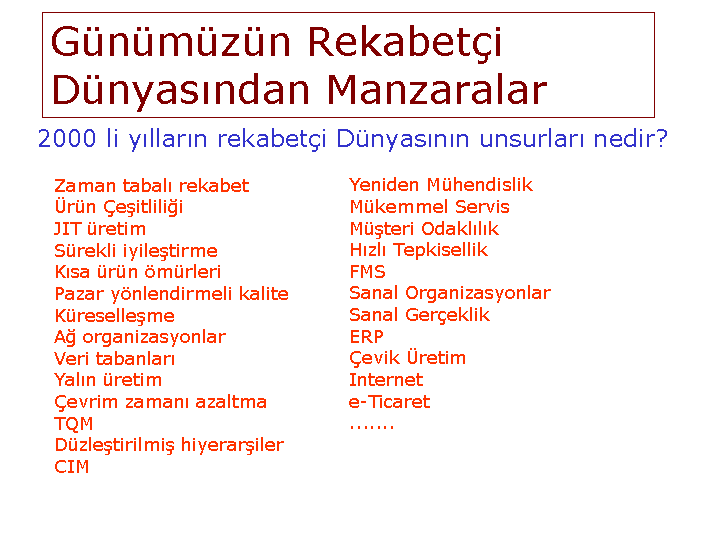 Günümüzün Rekabetçi
Dünyasından Manzaralar
2000 li yılların rekabetçi Dünyasının unsurları nedir?
Zaman tabalı rekabet
Ürün Çeşitliliği
JIT üretim
Sürekli iyileştirme
Kısa ürün ömürleri
Pazar yönlendirmeli kalite
Küreselleşme
Ağ organizasyonlar
Veri tabanları
Yalın üretim
Çevrim zamanı azaltma
TQM
Düzleştirilmiş hiyerarşiler
CIM
Yeniden Mühendislik
Mükemmel Servis
Müşteri Odaklılık
Hızlı Tepkisellik
FMS
Sanal Organizasyonlar
Sanal Gerçeklik
ERP
Çevik Üretim
Internet
e-Ticaret
.......